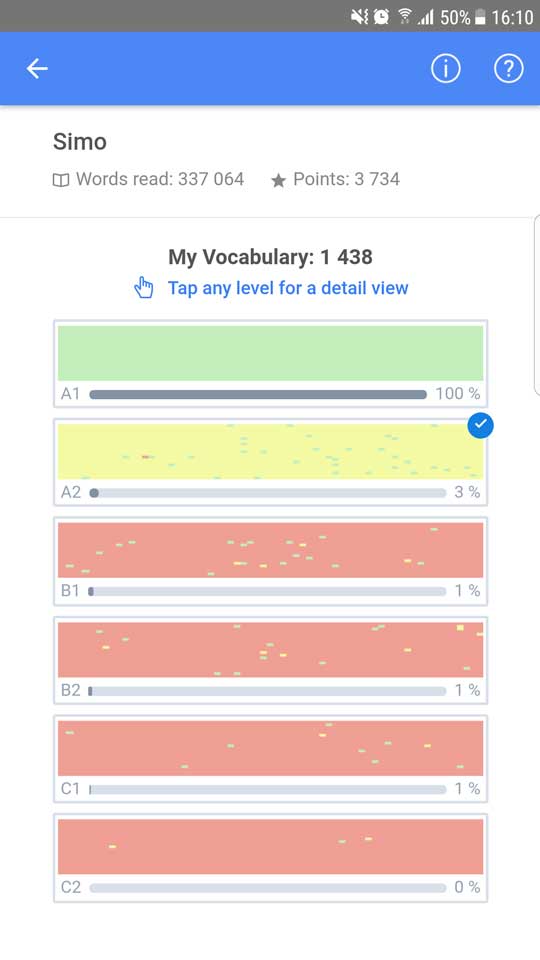 50% 16:10
Simo
Words read: 337 064 Points: 3 734
My Vocabulary: 1 438
Tap any level for a detail view
A1 100 %
A2 3 %
B1 1 %
B2 1 %
C1 1 %
C2 0 %